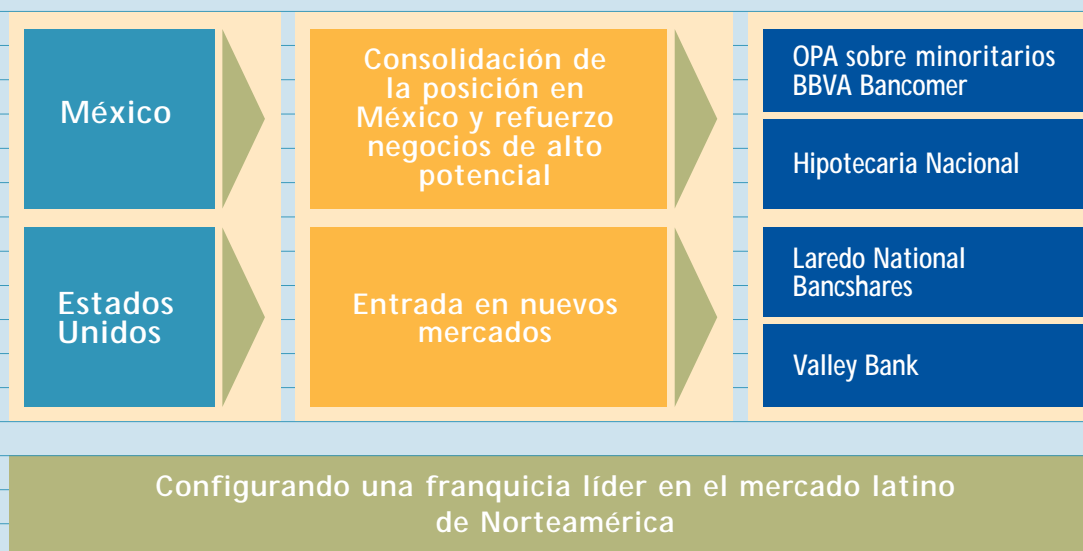 México
Consolidación de
la posición en
México y refuerzo
negocios de alto
potencial
OPA sobre minoritarios
BBVA Bancomer
Hipotecaria Nacional
Estados
Unidos
Entrada en nuevos
mercados
Laredo National
Bancshares
Valley Bank
Configurando una franquicia líder en el mercado latino
de Norteamérica